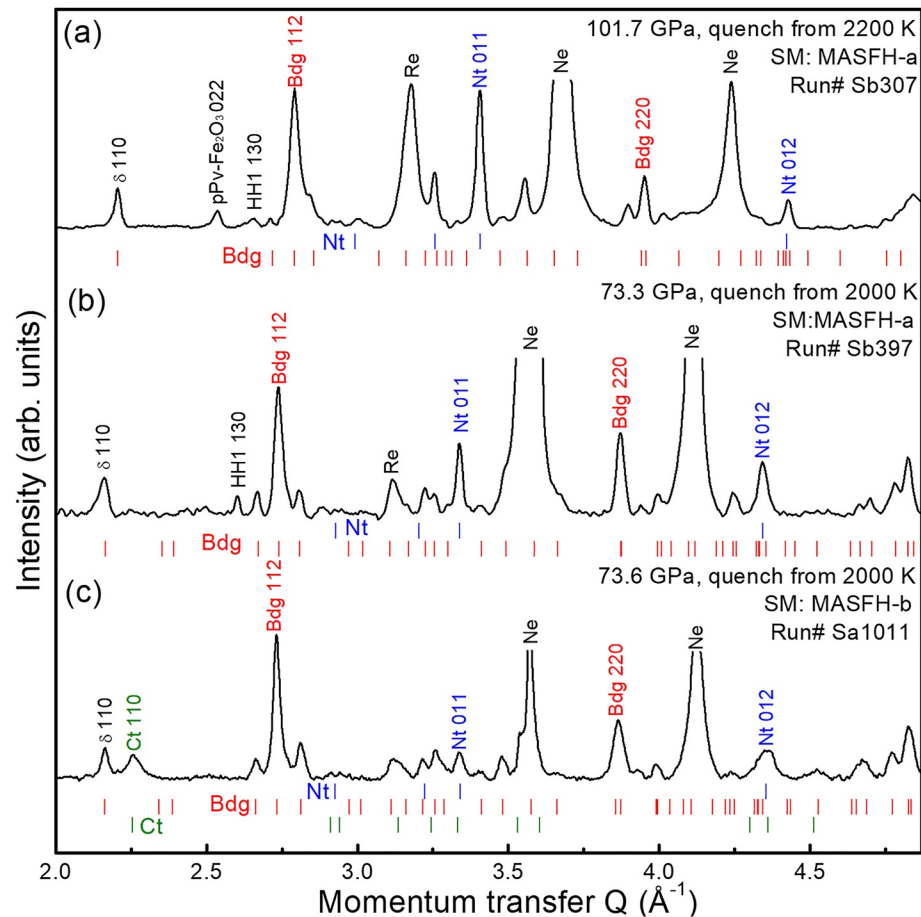 (a)
101.7 GPa, quench from 2200 K
SM: MASFH-a
Run# Sb307
δ 110
pPv-Fe₂O₃ 022
HH1 130
Bdg 112
Re
Nt 011
Ne
Bdg 220
Ne
Nt 012
Nt
Bdg
(b)
73.3 GPa, quench from 2000 K
SM:MASFH-a
Run# Sb397
δ 110
HH1 130
Bdg 112
Re
Nt 011
Ne
Bdg 220
Ne
Nt 012
Nt
Bdg
(c)
73.6 GPa, quench from 2000 K
SM: MASFH-b
Run# Sa1011
δ 110
Ct 110
Bdg 112
Nt 011
Ne
Bdg 220
Ne
Nt 012
Nt
Bdg
Ct
2.0 2.5 3.0 3.5 4.0 4.5
Momentum transfer Q (Å⁻¹)
Intensity (arb. units)